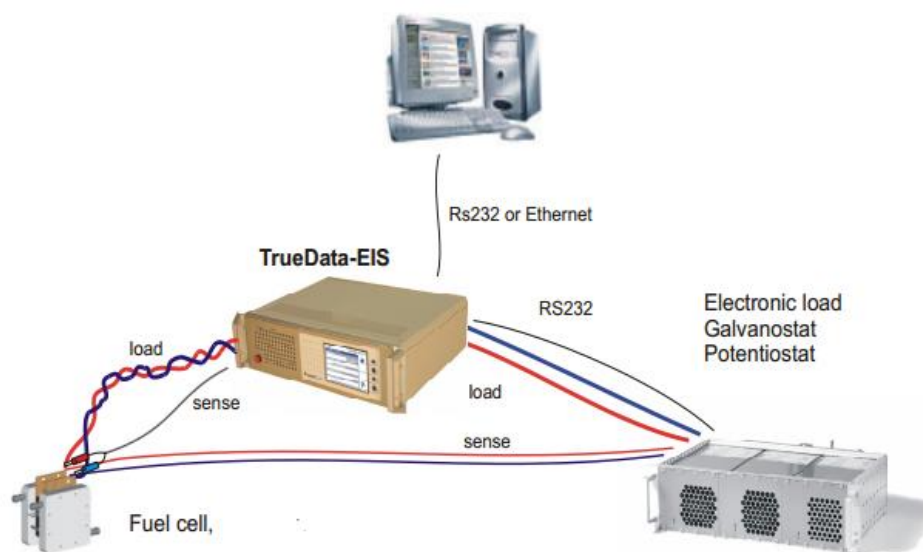 Rs232 or Ethernet
TrueData-EIS
RS232
Electronic load
Galvanostat
Potentiostat
load
load
sense
sense
Fuel cell,